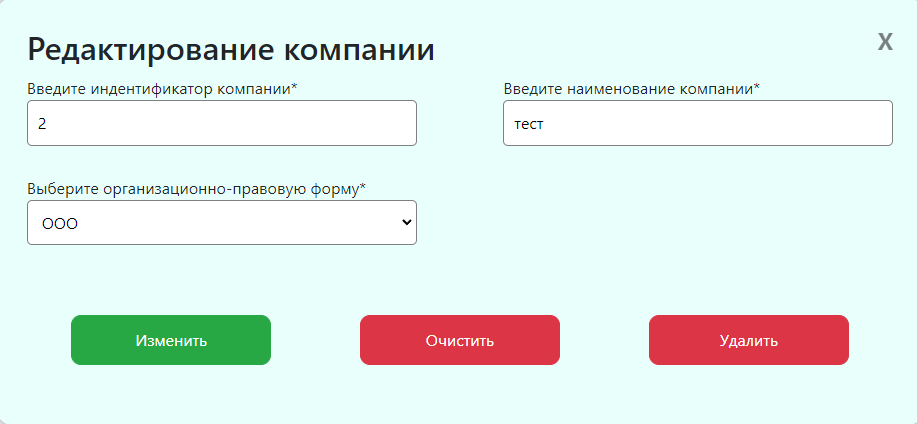 Редактирование компании
X
Введите индентификатор компании*
Введите наименование компании*
2
тест
Выберите организационно-правовую форму*
ООО
Изменить
Очистить
Удалить